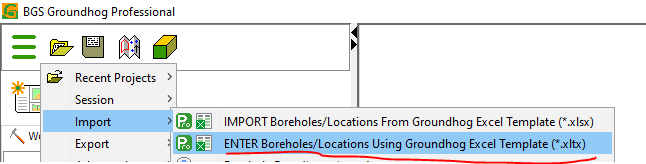 BGS Groundhog Professional
Recent Projects
Session
Import
Export
IMPORT Boreholes/Locations From Groundhog Excel Template (*.xlsx)
ENTER Boreholes/Locations Using Groundhog Excel Template (*.xltx)